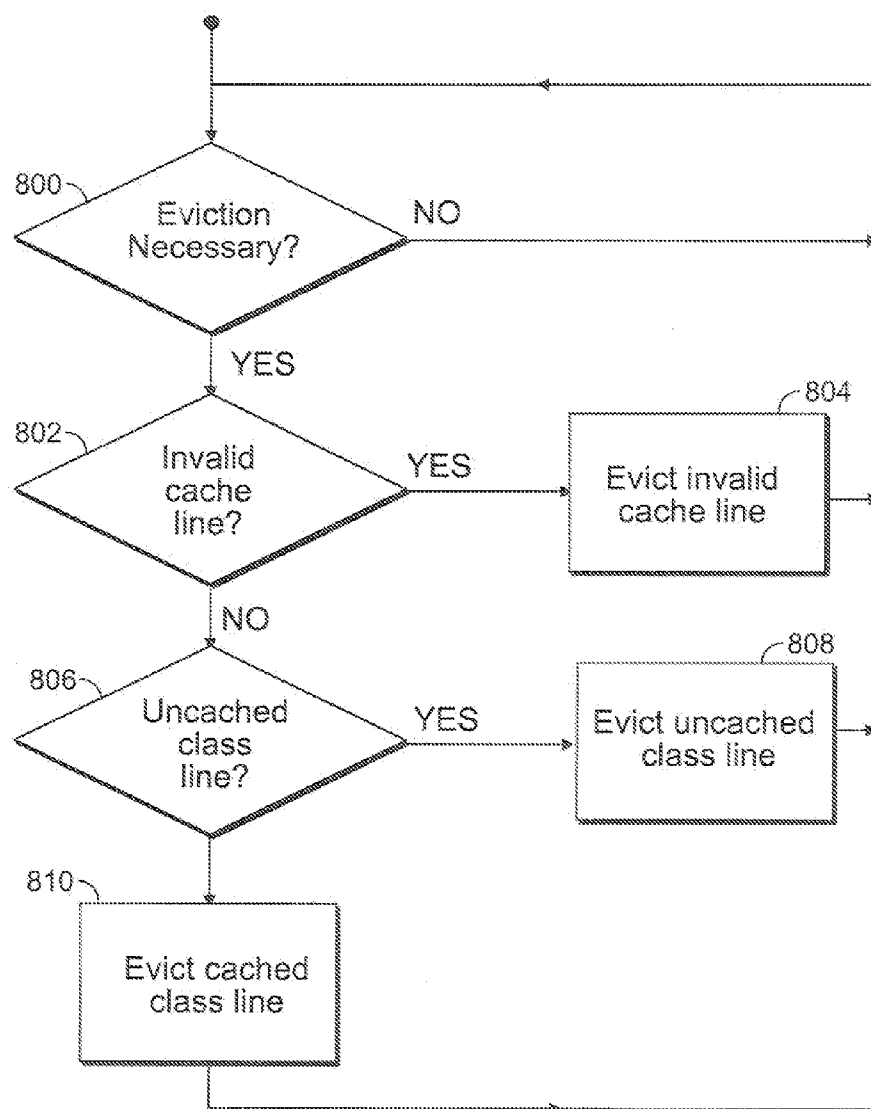 800
Eviction
Necessary?
NO
YES
802
Invalid
cache
line?
YES
804
Evict invalid
cache line
NO
806
Uncached
class
line?
YES
808
Evict uncached
class line
810
Evict cached
class line